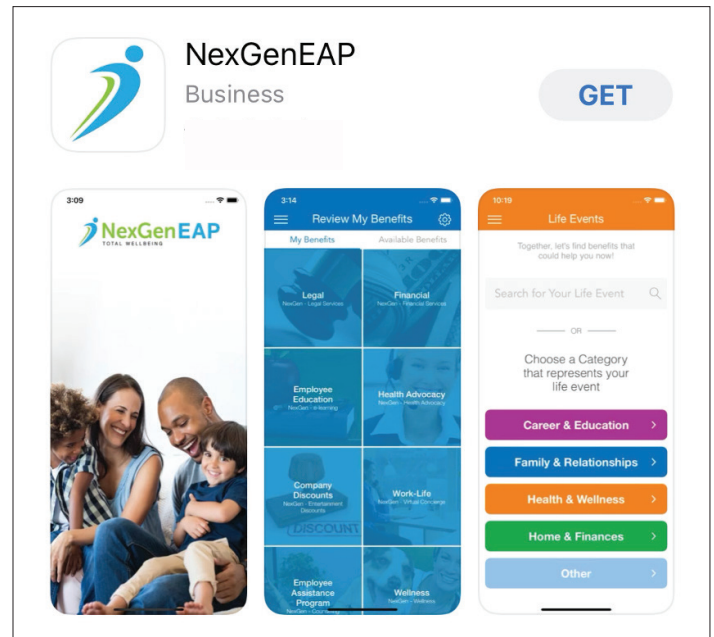 NexGenEAP
Business
GET
3:09
NexGenEAP
TOTAL WELLBEING
3:14
Review My Benefits
My Benefits
Available Benefits
Legal
NexGen - Legal Services
Financial
NexGen - Financial Services
Employee
Education
NexGen - e-learning
Health Advocacy
NexGen - Health Advocacy
Company
Discounts
NexGen - Entertainment
Discounts
DISCOUNT
Work-Life
NexGen - Virtual Concierge
Employee
Assistance
Program
NexGen - Counseling
Wellness
NexGen - Wellness
10:19
Life Events
Together, let's find benefits that
could help you now!
Search for Your Life Event
OR
Choose a Category
that represents your
life event
Career & Education
Family & Relationships
Health & Wellness
Home & Finances
Other